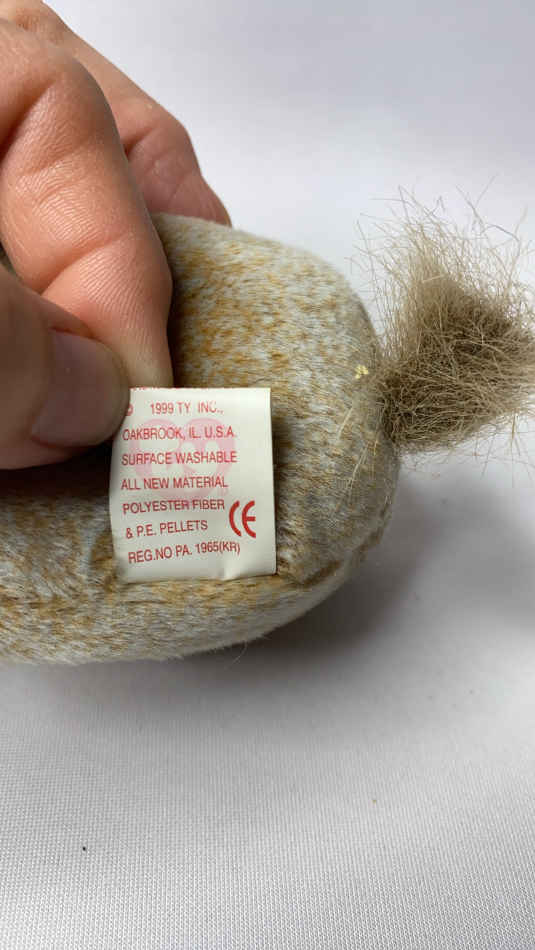 © 1999 TY INC.,
OAKBROOK, IL. U.S.A.
SURFACE WASHABLE
ALL NEW MATERIAL
POLYESTER FIBER
& P.E. PELLETS
REG.NO PA. 1965(KR)
CE